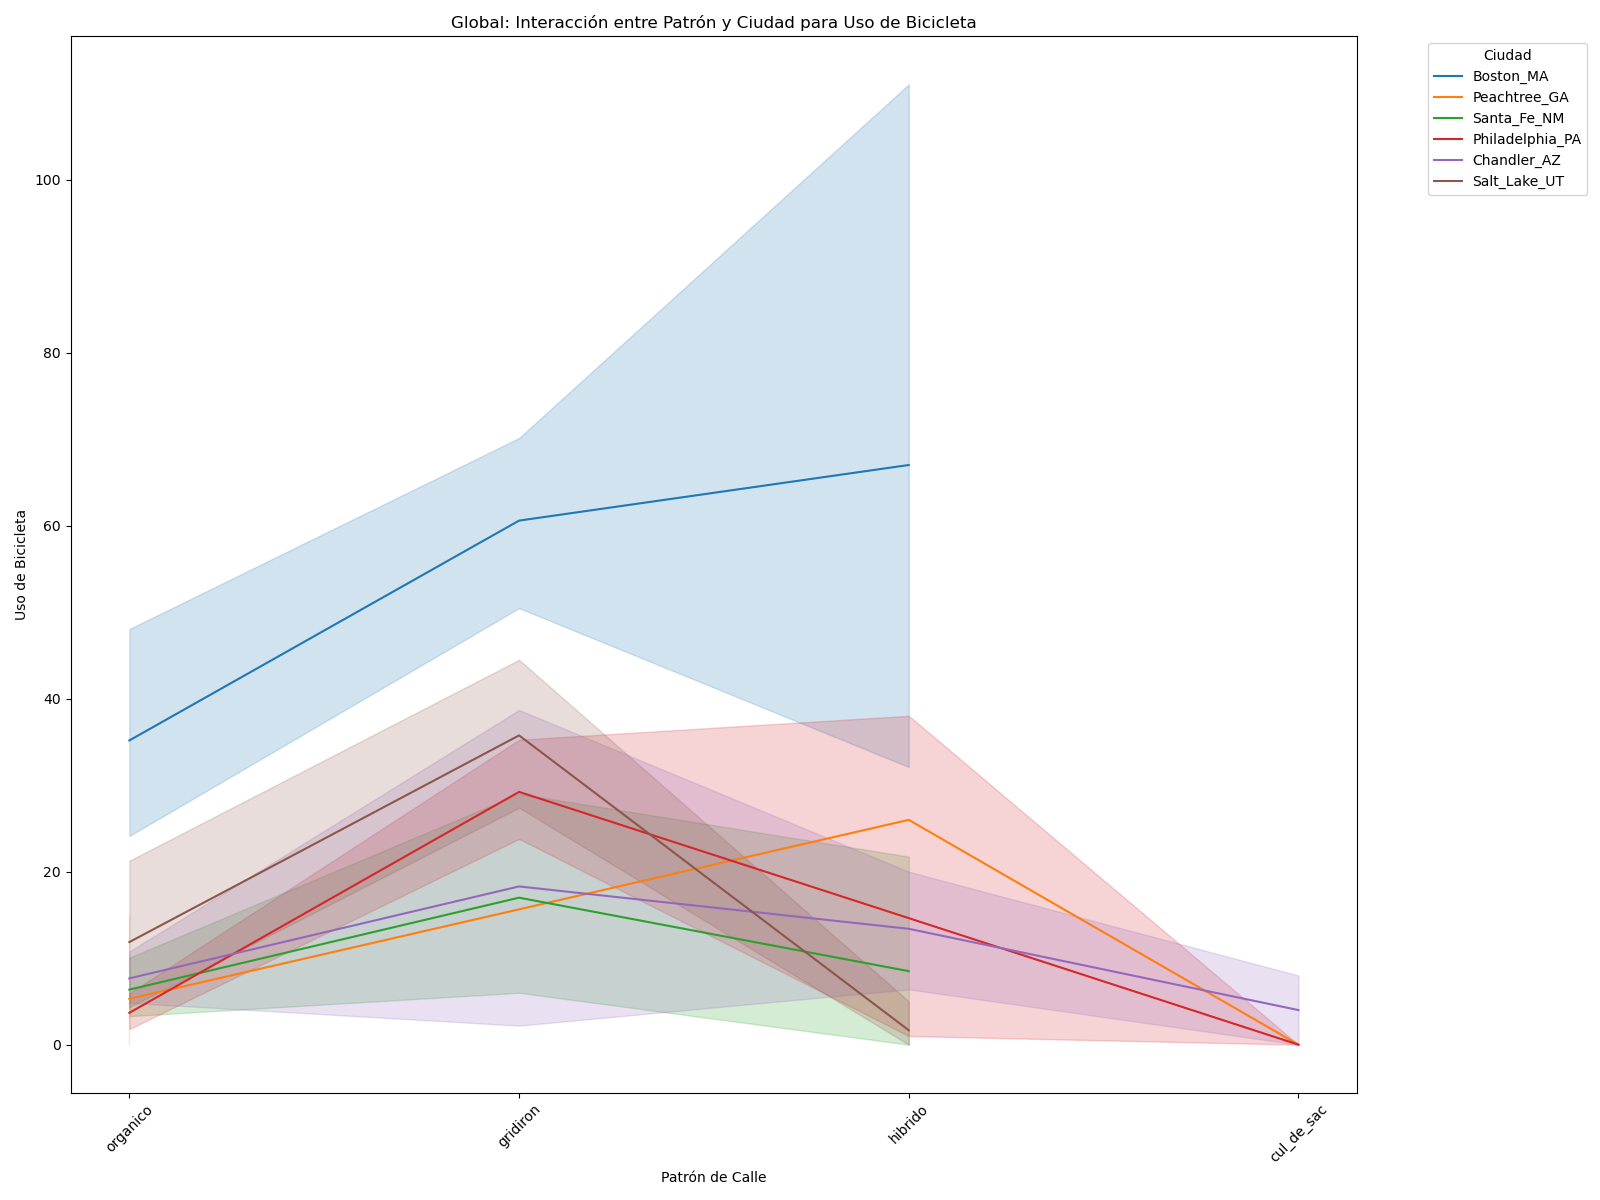 Global: Interacción entre Patrón y Ciudad para Uso de Bicicleta
Ciudad
Boston_MA
Peachtree_GA
Santa_Fe_NM
Philadelphia_PA
Chandler_AZ
Salt_Lake_UT
Uso de Bicicleta
100
80
60
40
20
0
organico
gridiron
hibrido
cul_de_sac
Patrón de Calle